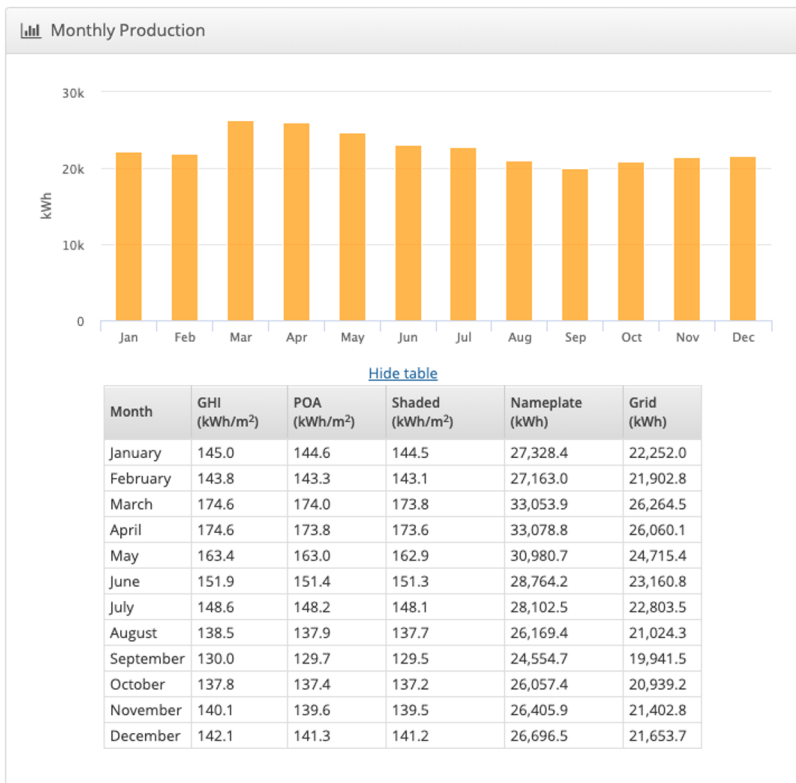 Monthly Production
30k
20k
10k
0
kWh
Jan Feb Mar Apr May Jun Jul Aug Sep Oct Nov Dec
Hide table
Month GHI (kWh/m²) POA (kWh/m²) Shaded (kWh/m²) Nameplate (kWh) Grid (kWh)
January 145.0 144.6 144.5 27,328.4 22,252.0
February 143.8 143.3 143.1 27,163.0 21,902.8
March 174.6 174.0 173.8 33,053.9 26,264.5
April 174.6 173.8 173.6 33,078.8 26,060.1
May 163.4 163.0 162.9 30,980.7 24,715.4
June 151.9 151.4 151.3 28,764.2 23,160.8
July 148.6 148.2 148.1 28,102.5 22,803.5
August 138.5 137.9 137.7 26,169.4 21,024.3
September 130.0 129.7 129.5 24,554.7 19,941.5
October 137.8 137.4 137.2 26,057.4 20,939.2
November 140.1 139.6 139.5 26,405.9 21,402.8
December 142.1 141.3 141.2 26,696.5 21,653.7